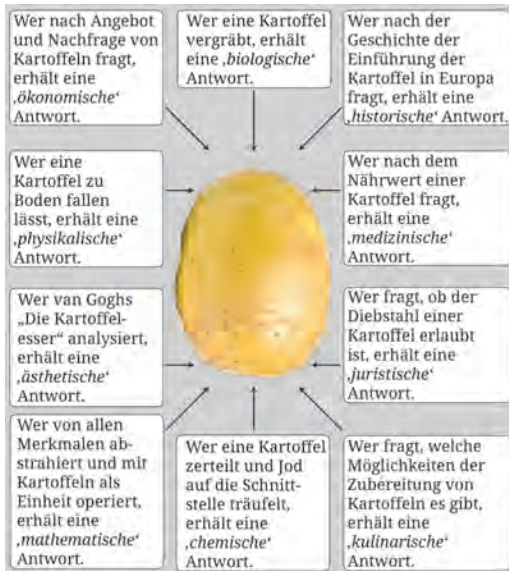 Wer nach Angebot
und Nachfrage von
Kartoffeln fragt,
erhält eine
‚ökonomische‘
Antwort.
Wer eine Kartoffel
vergräbt, erhält
eine ‚biologische‘
Antwort.
Wer nach der
Geschichte der
Einführung der
Kartoffel in Europa
fragt, erhält eine
‚historische‘ Antwort.
Wer eine
Kartoffel zu
Boden fallen
lässt, erhält eine
‚physikalische‘
Antwort.
Wer nach dem
Nährwert einer
Kartoffel fragt,
erhält eine
‚medizinische‘
Antwort.
Wer van Goghs
„Die Kartoffel-
esser“ analysiert,
erhält eine
‚ästhetische‘
Antwort.
Wer fragt, ob der
Diebstahl einer
Kartoffel erlaubt
ist, erhält eine
‚juristische‘
Antwort.
Wer von allen
Merkmalen ab-
strahiert und mit
Kartoffeln als
Einheit operiert,
erhält eine
‚mathematische‘
Antwort.
Wer eine Kartoffel
zerteilt und Jod
auf die Schnitt-
stelle träufelt,
erhält eine
‚chemische‘
Antwort.
Wer fragt, welche
Möglichkeiten der
Zubereitung von
Kartoffeln es gibt,
erhält eine
‚kulinarische‘
Antwort.